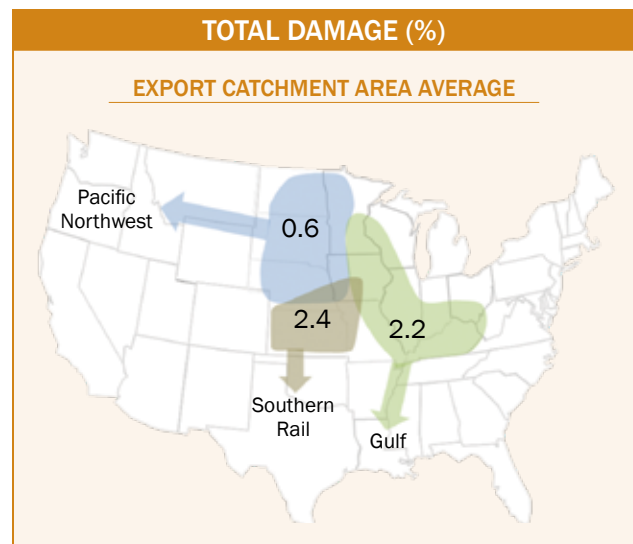 TOTAL DAMAGE (%)
EXPORT CATCHMENT AREA AVERAGE
Pacific
Northwest
0.6
2.4
2.2
Southern
Rail
Gulf